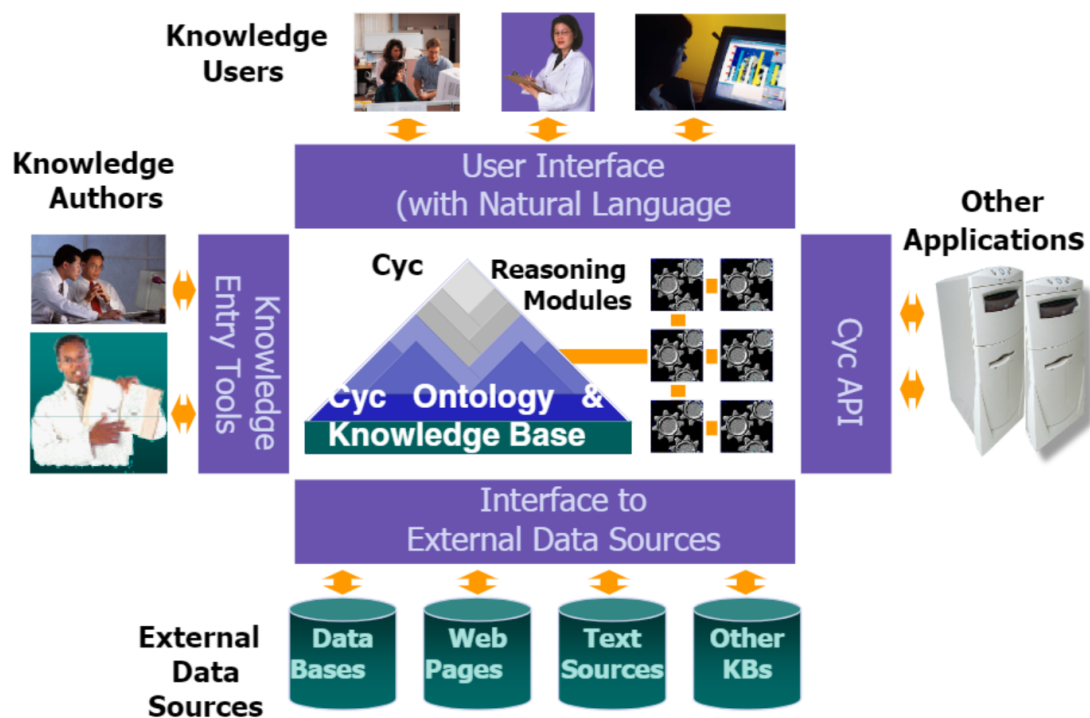 Knowledge
Users
User Interface
(with Natural Language
Knowledge
Authors
Knowledge
Entry Tools
Cyc
Reasoning
Modules
Cyc Ontology &
Knowledge Base
Cyc API
Other
Applications
Interface to
External Data Sources
External
Data
Sources
Data
Bases
Web
Pages
Text
Sources
Other
KBs